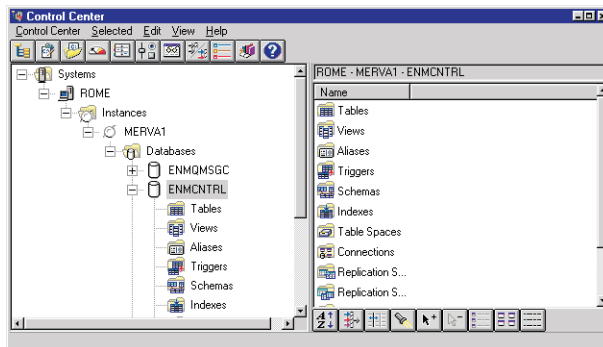 Control Center
Control Center Selected Edit View Help
Systems
ROME
Instances
MERVA1
Databases
ENMQMSGC
ENMCNTRL
Tables
Views
Aliases
Triggers
Schemas
Indexes
ROME - MERVA1 - ENMCNTRL
Name
Tables
Views
Aliases
Triggers
Schemas
Indexes
Table Spaces
Connections
Replication S...
Replication S...